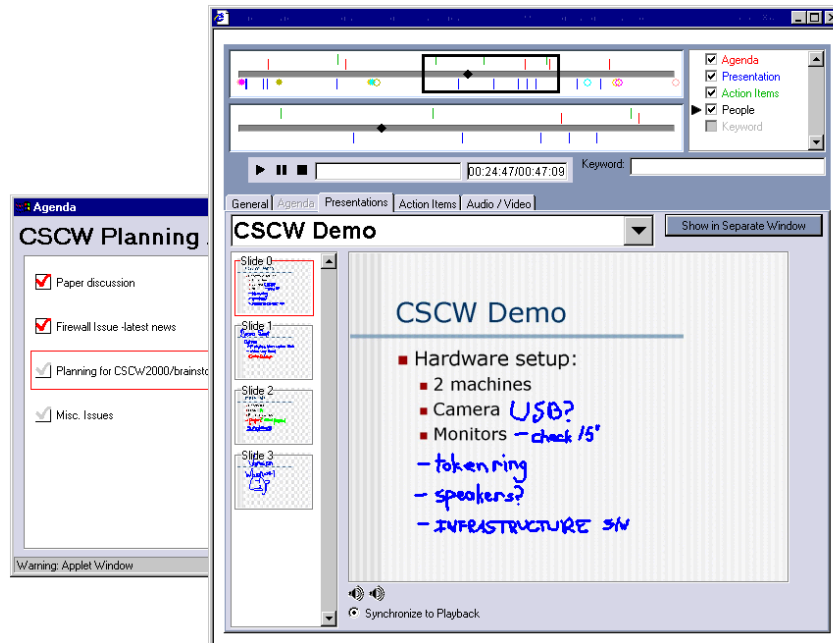 Agenda
Presentation
Action Items
People
Keyword
00:24:47/00:47:09
Keyword:
General
Agenda
Presentations
Action Items
Audio / Video
CSCW Demo
Show in Separate Window
Slide 0
Slide 1
Slide 2
Slide 3
CSCW Demo
Hardware setup:
2 machines
Camera USB?
Monitors - check 15"
- token ring
- speakers?
- INFRASTRUCTURE S/W
Synchronize to Playback
Agenda
CSCW Planning
Paper discussion
Firewall Issue -latest news
Planning for CSCW2000/brainsto
Misc. Issues
Warning: Applet Window